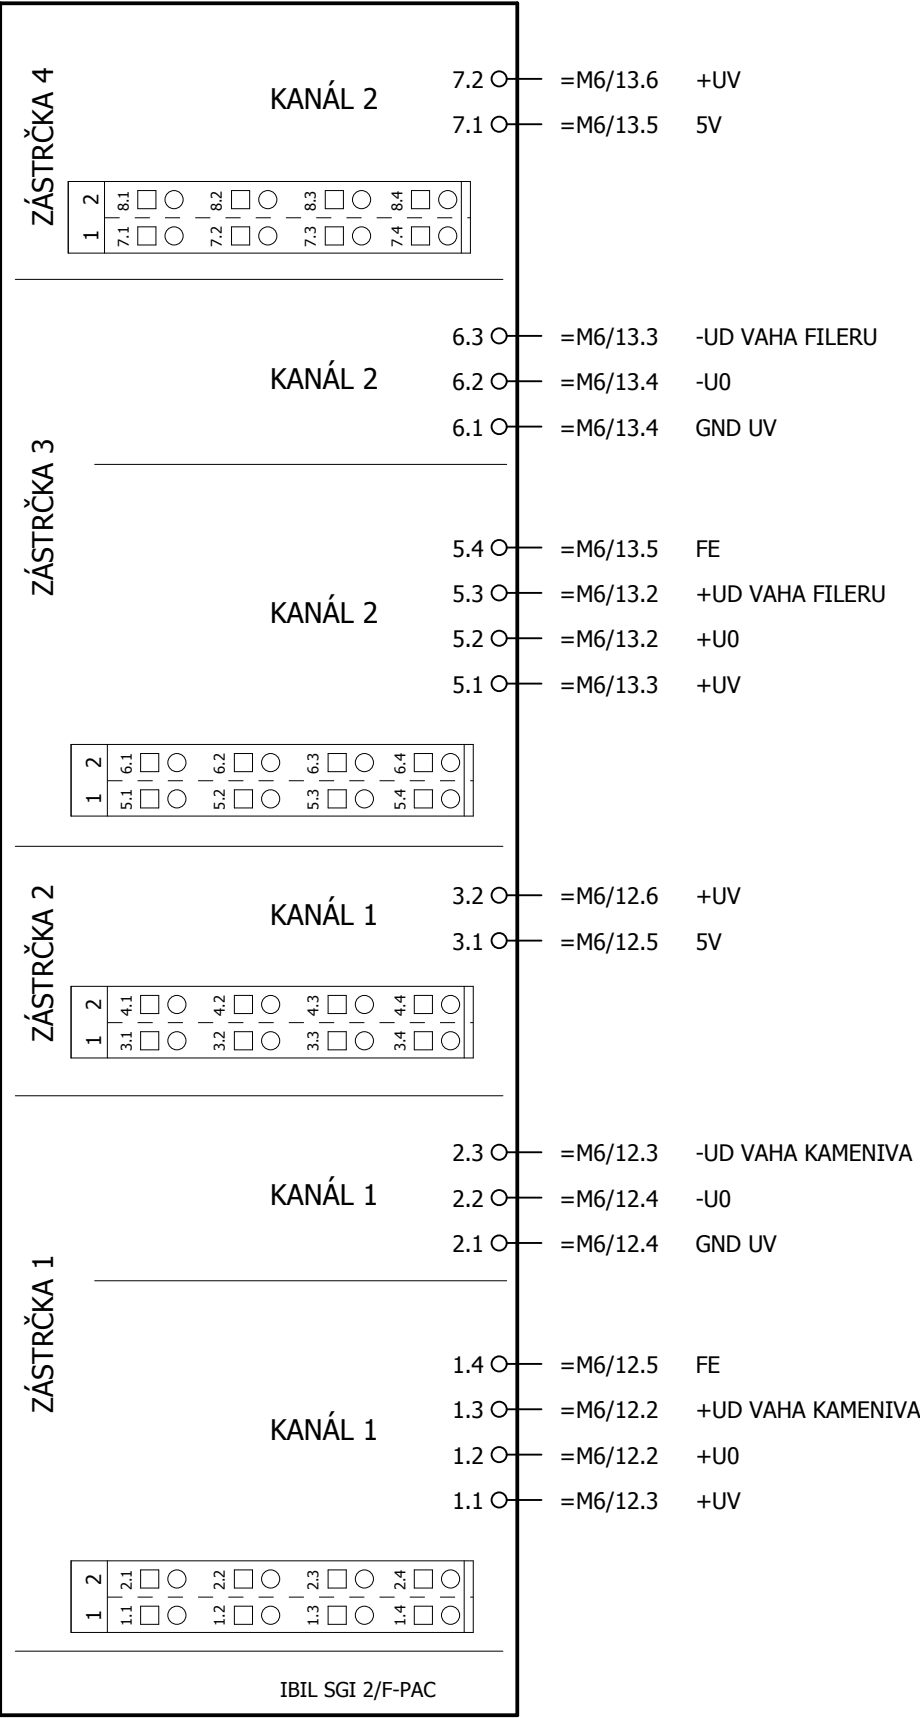 ZÁSTRČKA 4
KANÁL 2
7.2 =M6/13.6 +UV
7.1 =M6/13.5 5V
2 8.1 8.2 8.3 8.4
1 7.1 7.2 7.3 7.4
ZÁSTRČKA 3
KANÁL 2
6.3 =M6/13.3 -UD VAHA FILERU
6.2 =M6/13.4 -U0
6.1 =M6/13.4 GND UV
KANÁL 2
5.4 =M6/13.5 FE
5.3 =M6/13.2 +UD VAHA FILERU
5.2 =M6/13.2 +U0
5.1 =M6/13.3 +UV
2 6.1 6.2 6.3 6.4
1 5.1 5.2 5.3 5.4
ZÁSTRČKA 2
KANÁL 1
3.2 =M6/12.6 +UV
3.1 =M6/12.5 5V
2 4.1 4.2 4.3 4.4
1 3.1 3.2 3.3 3.4
ZÁSTRČKA 1
KANÁL 1
2.3 =M6/12.3 -UD VAHA KAMENIVA
2.2 =M6/12.4 -U0
2.1 =M6/12.4 GND UV
KANÁL 1
1.4 =M6/12.5 FE
1.3 =M6/12.2 +UD VAHA KAMENIVA
1.2 =M6/12.2 +U0
1.1 =M6/12.3 +UV
2 2.1 2.2 2.3 2.4
1 1.1 1.2 1.3 1.4
IBIL SGI 2/F-PAC